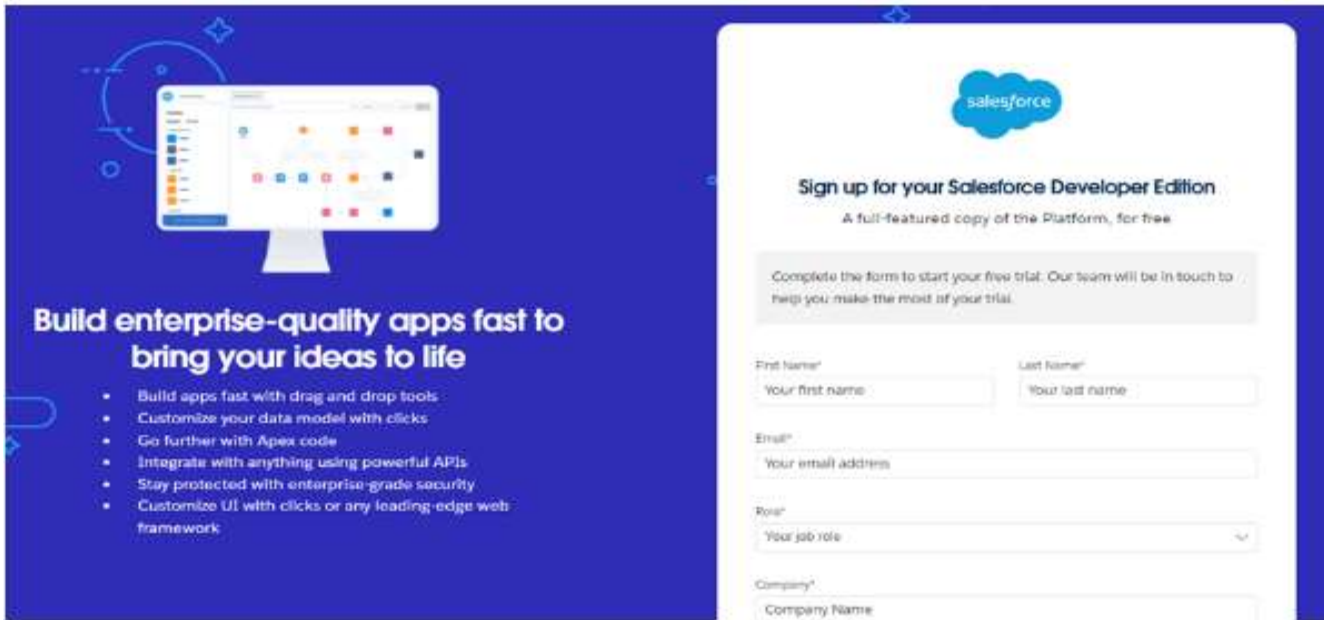 Build enterprise-quality apps fast to
bring your ideas to life
• Build apps fast with drag and drop tools
• Customize your data model with clicks
• Go further with Apex code
• Integrate with anything using powerful APIs
• Stay protected with enterprise-grade security
• Customize UI with clicks or any leading-edge web
framework
salesforce
Sign up for your Salesforce Developer Edition
A full-featured copy of the Platform, for free
Complete the form to start your free trial. Our team will be in touch to
help you make the most of your trial.
First Name* Last Name*
Your first name Your last name
Email*
Your email address
Role*
Your job role
Company*
Company Name